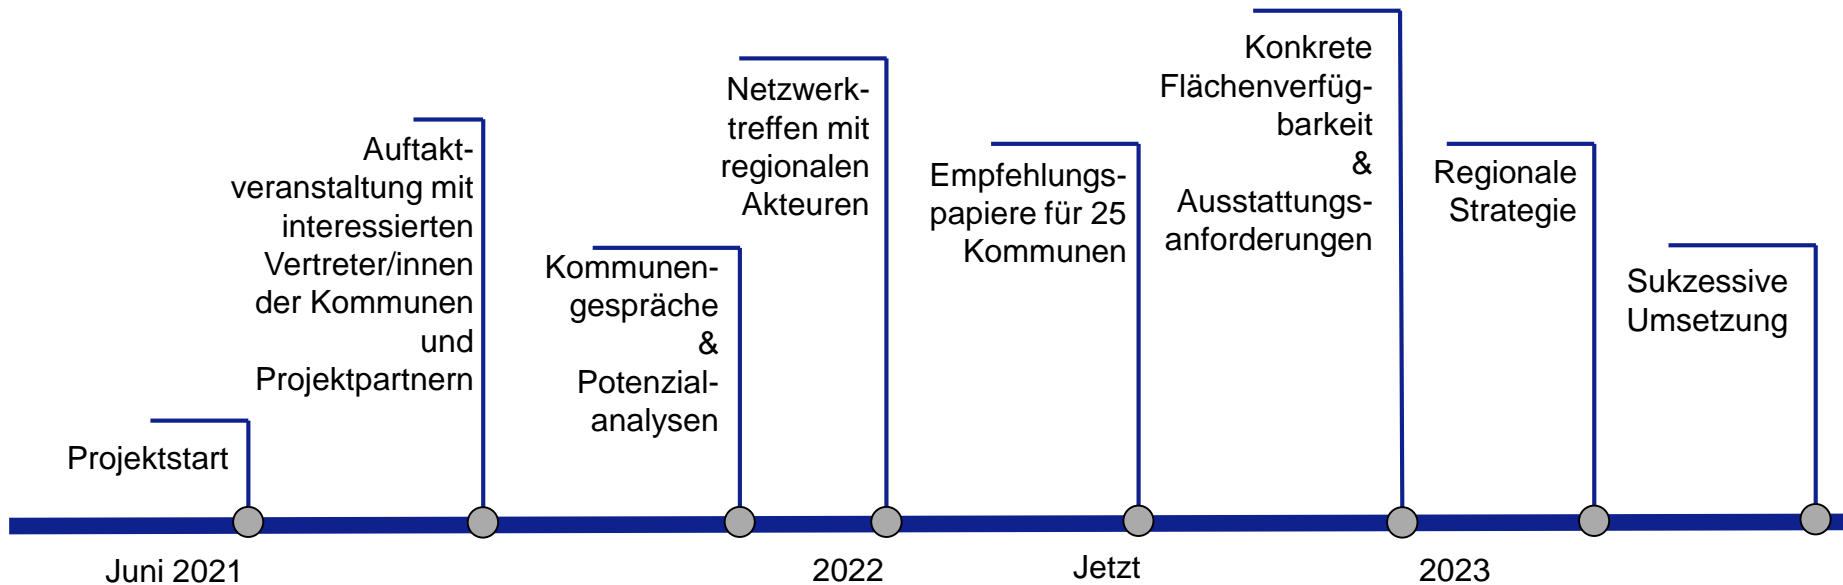 Projektstart
Auftakt-
veranstaltung mit
interessierten
Vertreter/innen
der Kommunen
und
Projektpartnern
Kommunen-
gespräche
&
Potenzial-
analysen
Netzwerk-
treffen mit
regionalen
Akteuren
Empfehlungs-
papiere für 25
Kommunen
Konkrete
Flächenverfüg-
barkeit
&
Ausstattungs-
anforderungen
Regionale
Strategie
Sukzessive
Umsetzung
Juni 2021
2022
Jetzt
2023